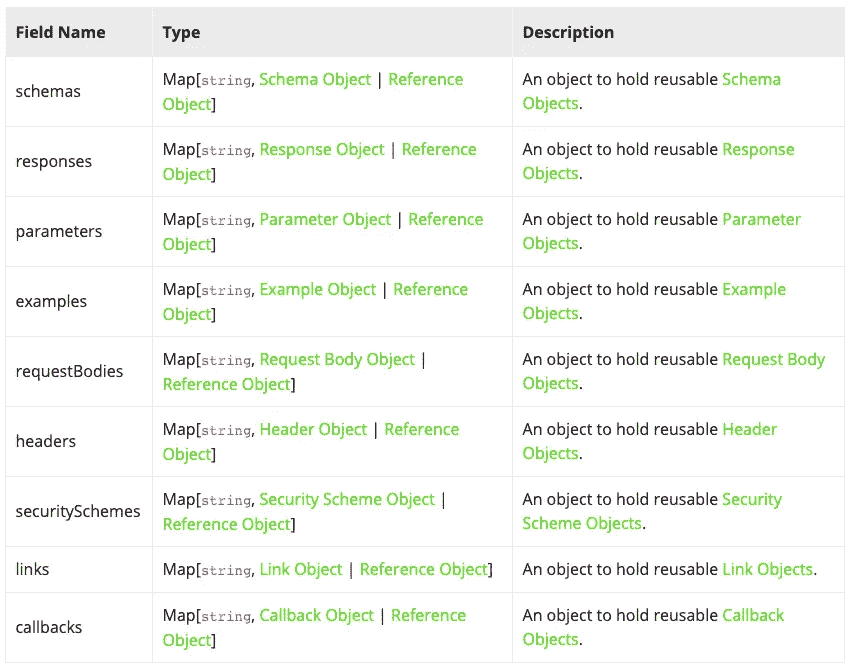 Field Name Type Description
schemas Map[string, Schema Object | Reference Object] An object to hold reusable Schema Objects.
responses Map[string, Response Object | Reference Object] An object to hold reusable Response Objects.
parameters Map[string, Parameter Object | Reference Object] An object to hold reusable Parameter Objects.
examples Map[string, Example Object | Reference Object] An object to hold reusable Example Objects.
requestBodies Map[string, Request Body Object | Reference Object] An object to hold reusable Request Body Objects.
headers Map[string, Header Object | Reference Object] An object to hold reusable Header Objects.
securitySchemes Map[string, Security Scheme Object | Reference Object] An object to hold reusable Security Scheme Objects.
links Map[string, Link Object | Reference Object] An object to hold reusable Link Objects.
callbacks Map[string, Callback Object | Reference Object] An object to hold reusable Callback Objects.